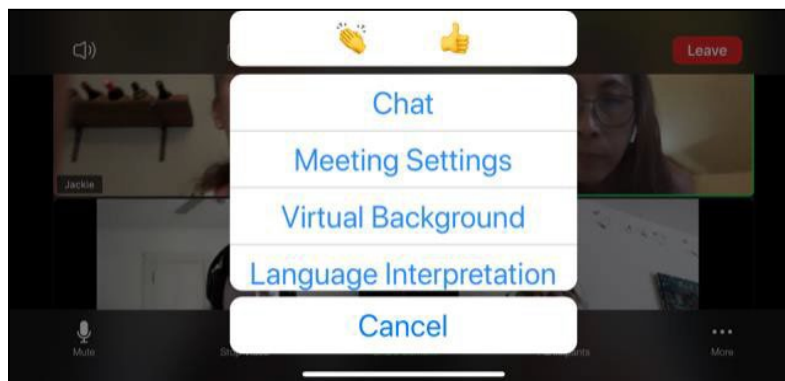 Leave
Chat
Meeting Settings
Jackie
Virtual Background
Language Interpretation
Cancel
Mute
More